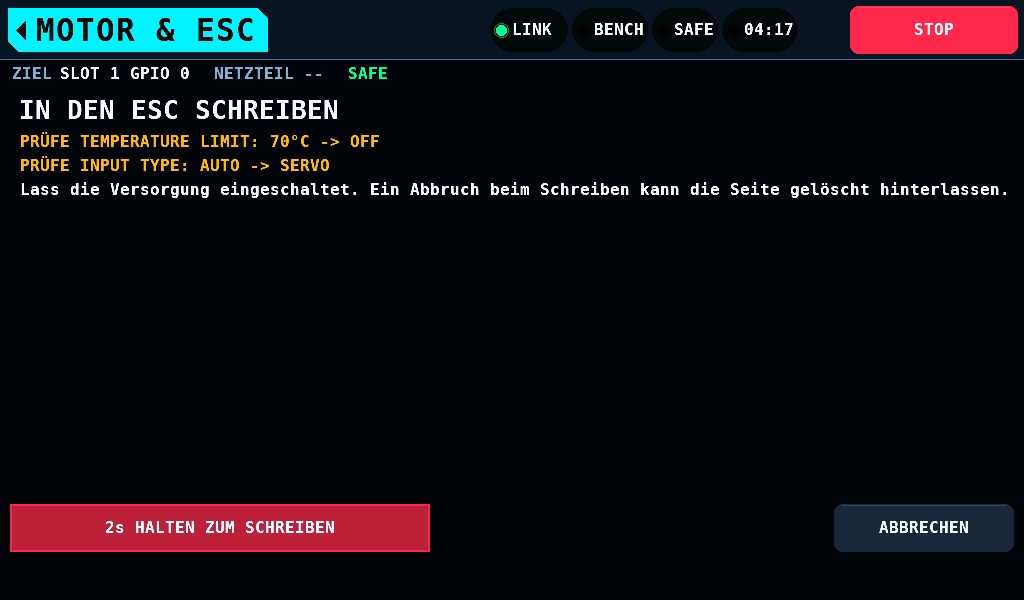 MOTOR & ESC
LINK BENCH SAFE 04:17 STOP
ZIEL SLOT 1 GPIO 0 NETZTEIL -- SAFE
IN DEN ESC SCHREIBEN
PRÜFE TEMPERATURE LIMIT: 70°C -> OFF
PRÜFE INPUT TYPE: AUTO -> SERVO
Lass die Versorgung eingeschaltet. Ein Abbruch beim Schreiben kann die Seite gelöscht hinterlassen.
2s HALTEN ZUM SCHREIBEN ABBRECHEN